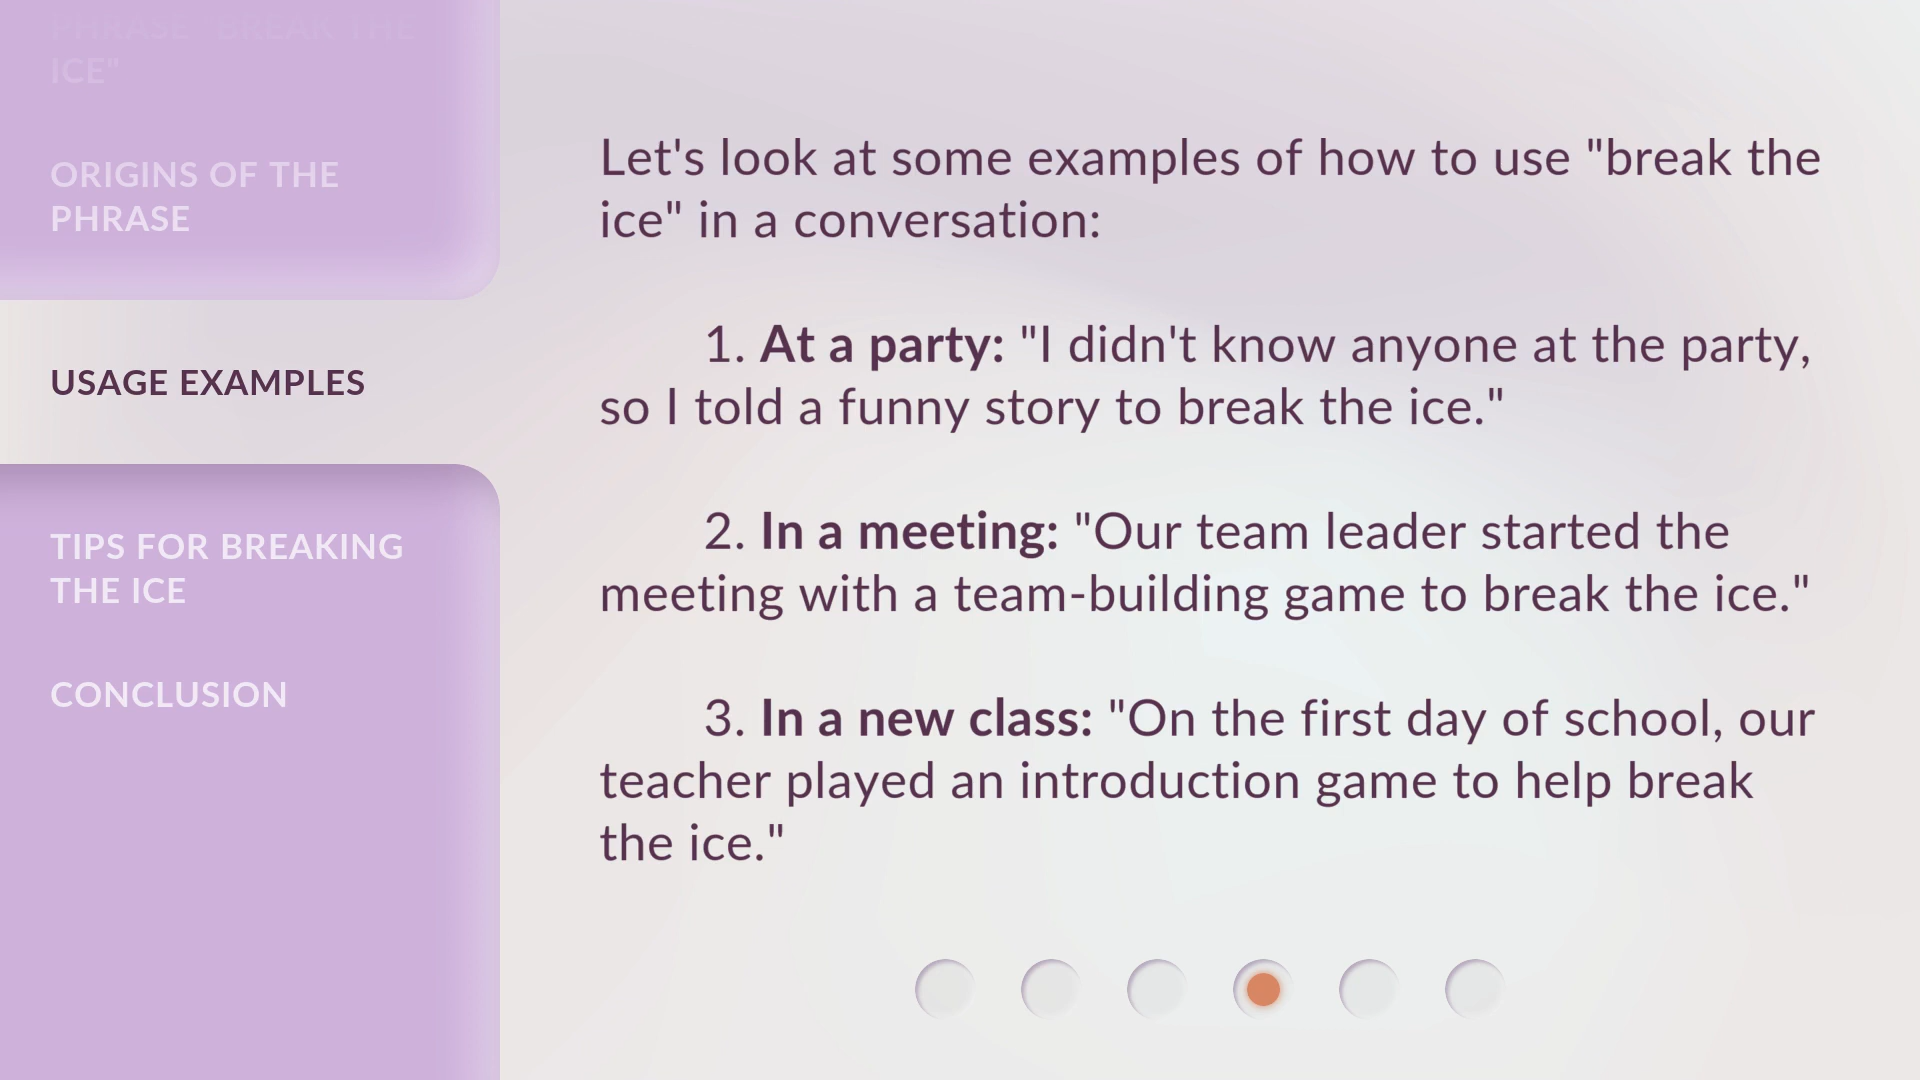 PHRASE "BREAK THE
ICE"
ORIGINS OF THE
PHRASE
USAGE EXAMPLES
TIPS FOR BREAKING
THE ICE
CONCLUSION
Let's look at some examples of how to use "break the
ice" in a conversation:
1. At a party: "I didn't know anyone at the party,
so I told a funny story to break the ice."
2. In a meeting: "Our team leader started the
meeting with a team-building game to break the ice."
3. In a new class: "On the first day of school, our
teacher played an introduction game to help break
the ice."